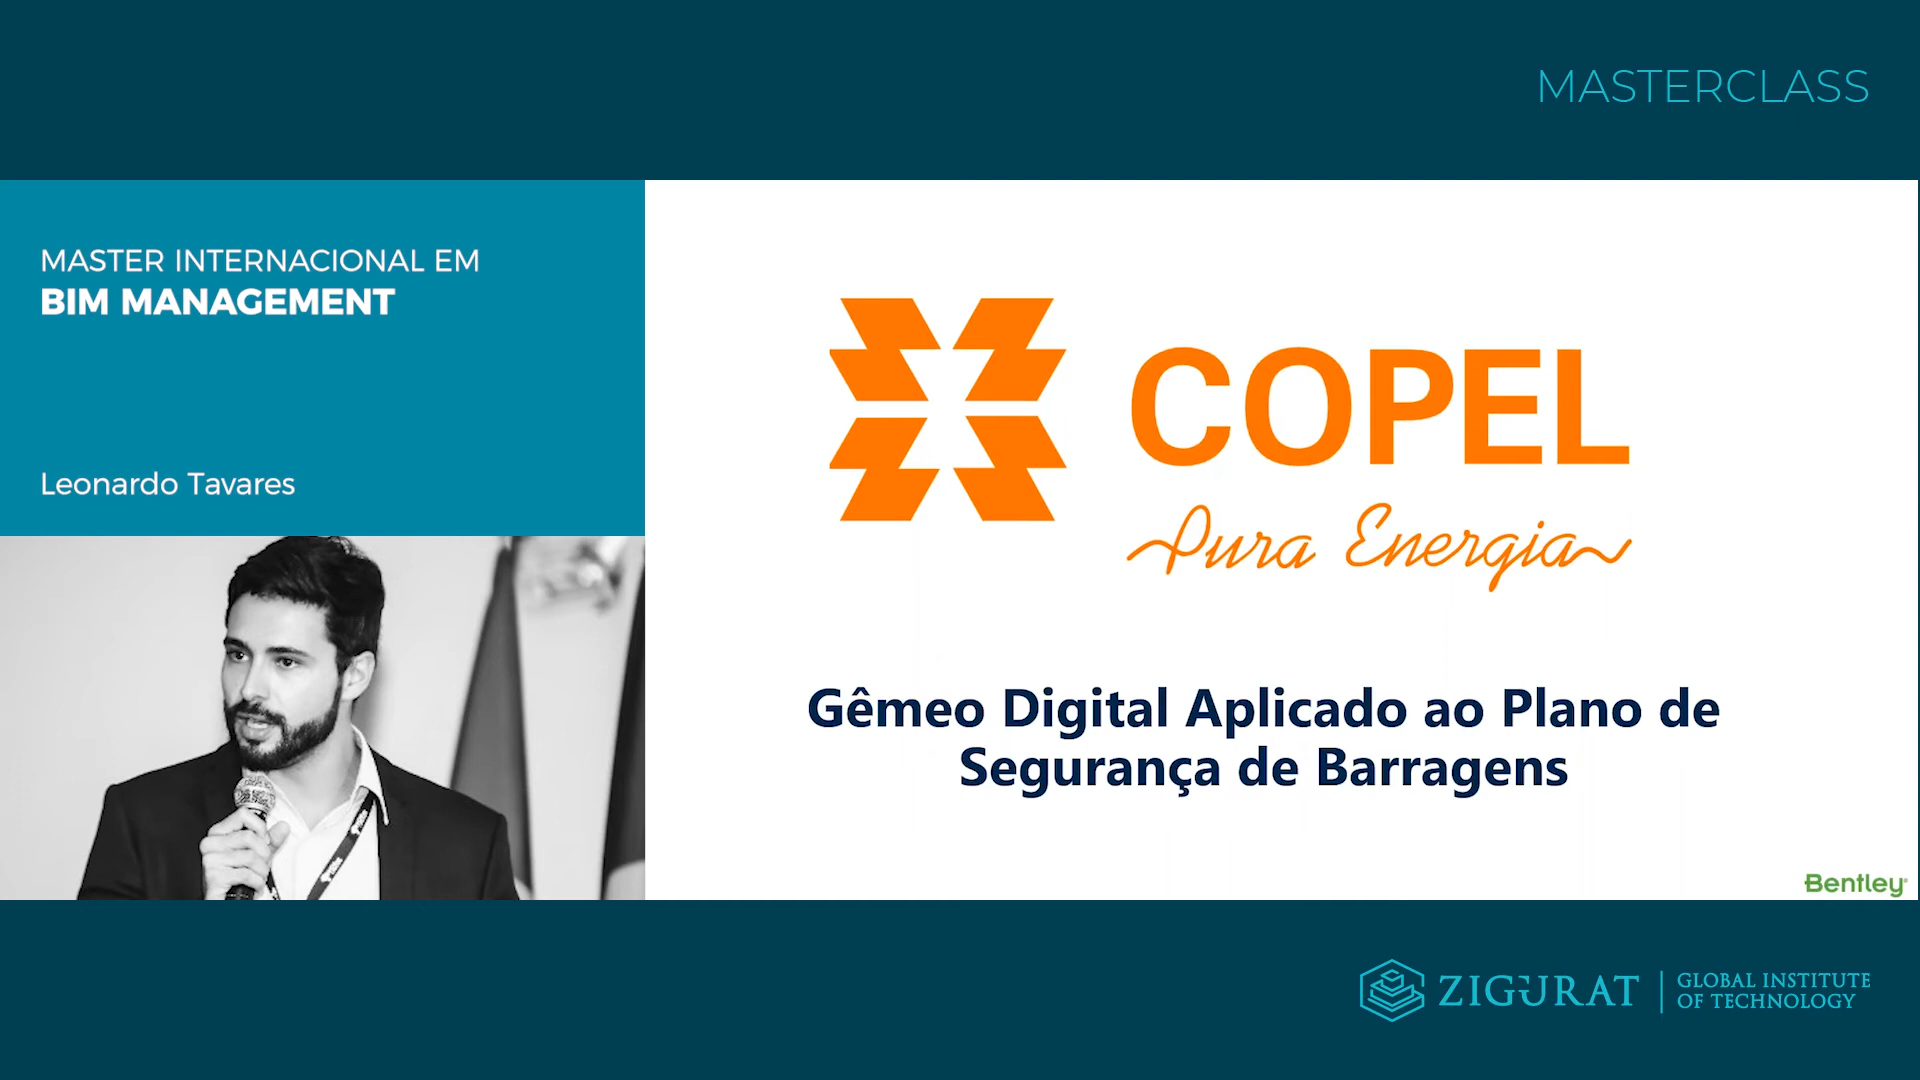 MASTERCLASS
MASTER INTERNACIONAL EM
BIM MANAGEMENT
Leonardo Tavares
COPEL
Pura Energia
Gêmeo Digital Aplicado ao Plano de
Segurança de Barragens
Bentley®
ZIGURAT
GLOBAL INSTITUTE
OF TECHNOLOGY